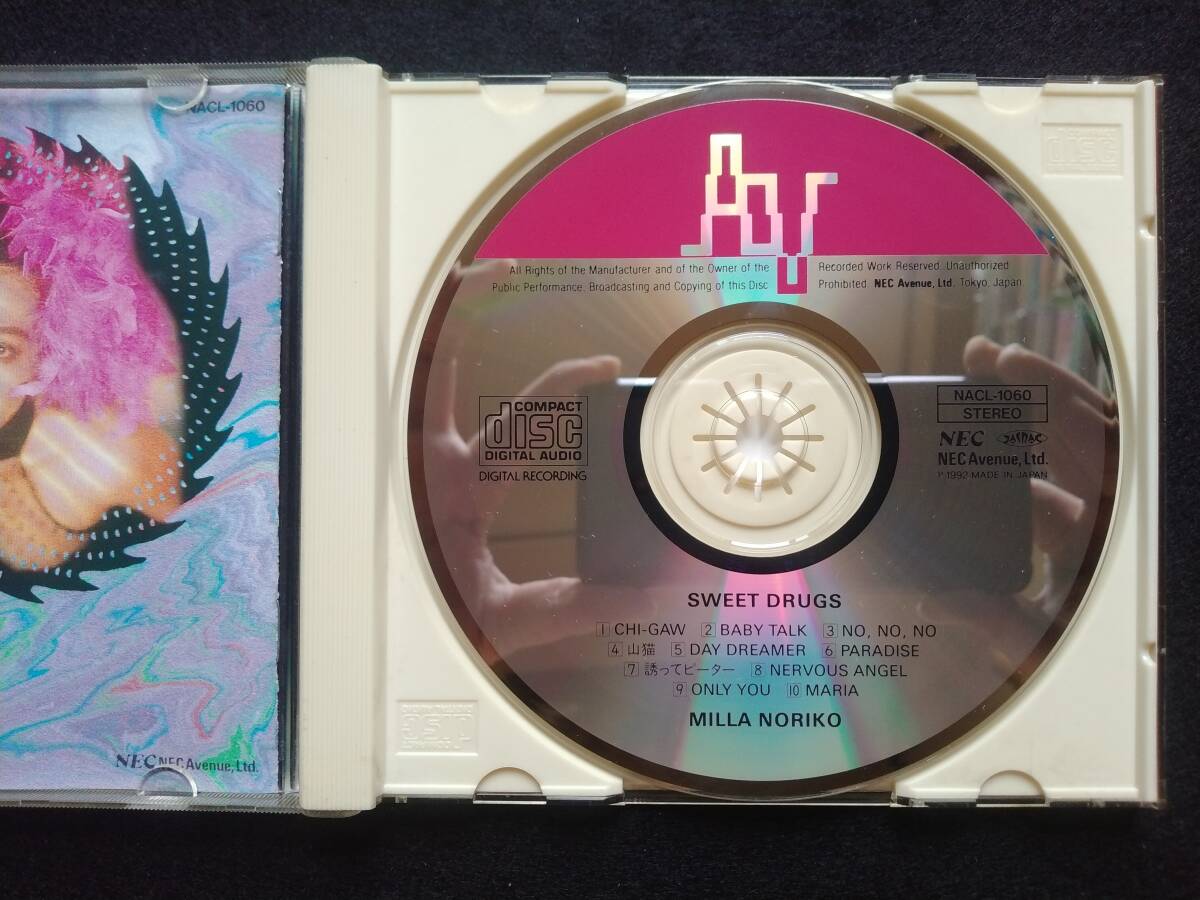 NACL-1060
NEC NEC Avenue, Ltd.
All Rights of the Manufacturer and of the Owner of the Recorded Work Reserved. Unauthorized
Public Performance, Broadcasting and Copying of this Disc Prohibited. NEC Avenue, Ltd. Tokyo, Japan
COMPACT
disc
DIGITAL AUDIO
DIGITAL RECORDING
NACL-1060
STEREO
NEC JASRAC
NEC Avenue, Ltd.
℗ 1992・MADE IN JAPAN
disc
SWEET DRUGS
1 CHI-GAW 2 BABY TALK 3 NO, NO, NO
4 山猫 5 DAY DREAMER 6 PARADISE
7 誘ってピーター 8 NERVOUS ANGEL
9 ONLY YOU 10 MARIA
MILLA NORIKO